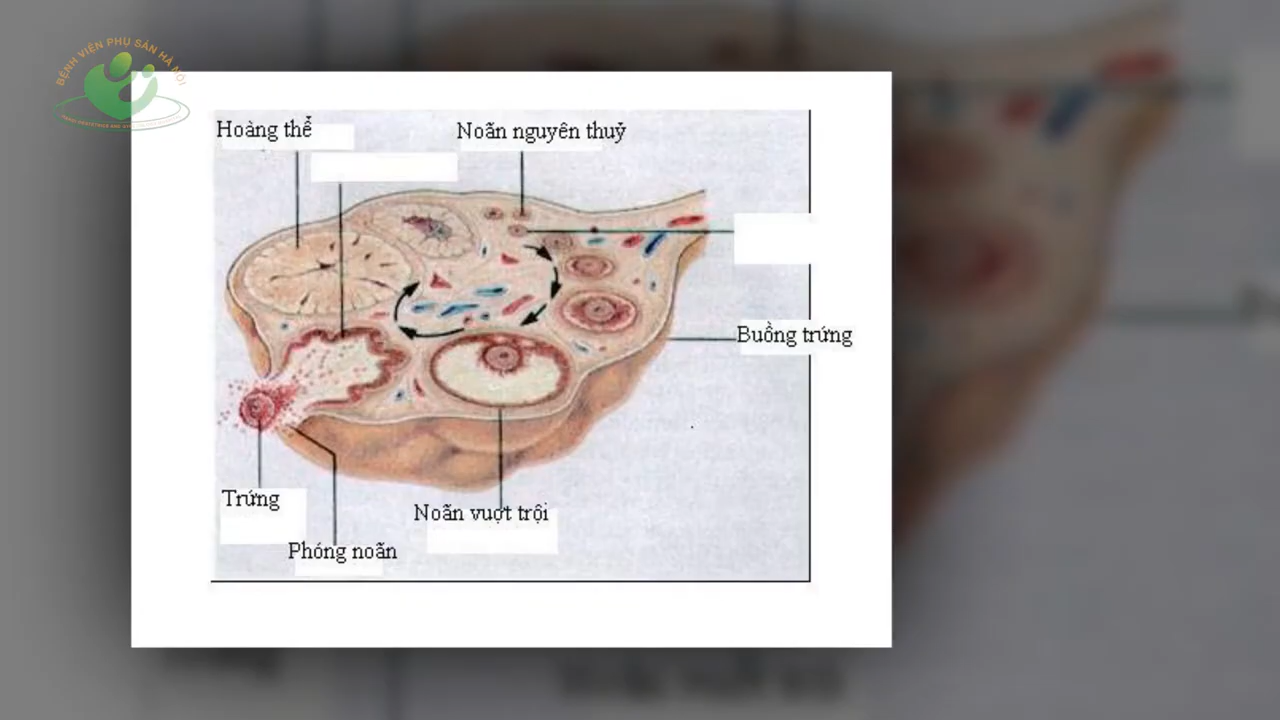 BỆNH VIỆN PHỤ SẢN HÀ NỘI
Hoàng thể
Noãn nguyên thuỷ
Buồng trứng
Trứng
Noãn vượt trội
Phóng noãn